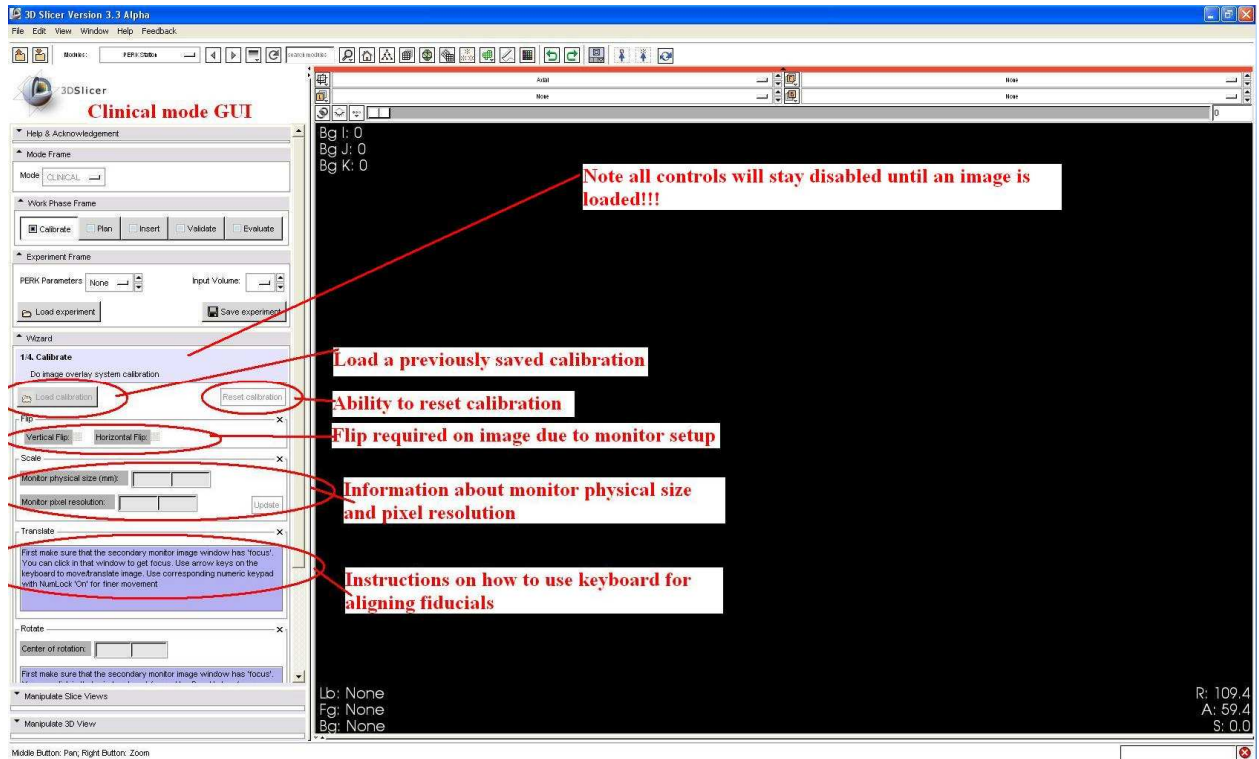 3D Slicer Version 3.3 Alpha
File Edit View Window Help Feedback
Modules: PERK Station
search modules
3DSlicer
Clinical mode GUI
Help & Acknowledgement
Mode Frame
Mode CLINICAL
Work Phase Frame
Calibrate Plan Insert Validate Evaluate
Experiment Frame
PERK Parameters None Input Volume:
Load experiment Save experiment
Wizard
1/4. Calibrate
Do image overlay system calibration
Load calibration Reset calibration
Flip
Vertical Flip: Horizontal Flip:
Scale
Monitor physical size (mm):
Monitor pixel resolution: Update
Translate
First make sure that the secondary monitor image window has 'focus'.
You can click in that window to get focus. Use arrow keys on the
keyboard to move/translate image. Use corresponding numeric keypad
with NumLock 'On' for finer movement
Rotate
Center of rotation:
First make sure that the secondary monitor image window has 'focus'.
Manipulate Slice Views
Manipulate 3D View
Middle Button: Pan; Right Button: Zoom
Axial None
None None
0
Bg I: 0
Bg J: 0
Bg K: 0
Note all controls will stay disabled until an image is
loaded!!!
Load a previously saved calibration
Ability to reset calibration
Flip required on image due to monitor setup
Information about monitor physical size
and pixel resolution
Instructions on how to use keyboard for
aligning fiducials
Lb: None
Fg: None
Bg: None
R: 109.4
A: 59.4
S: 0.0